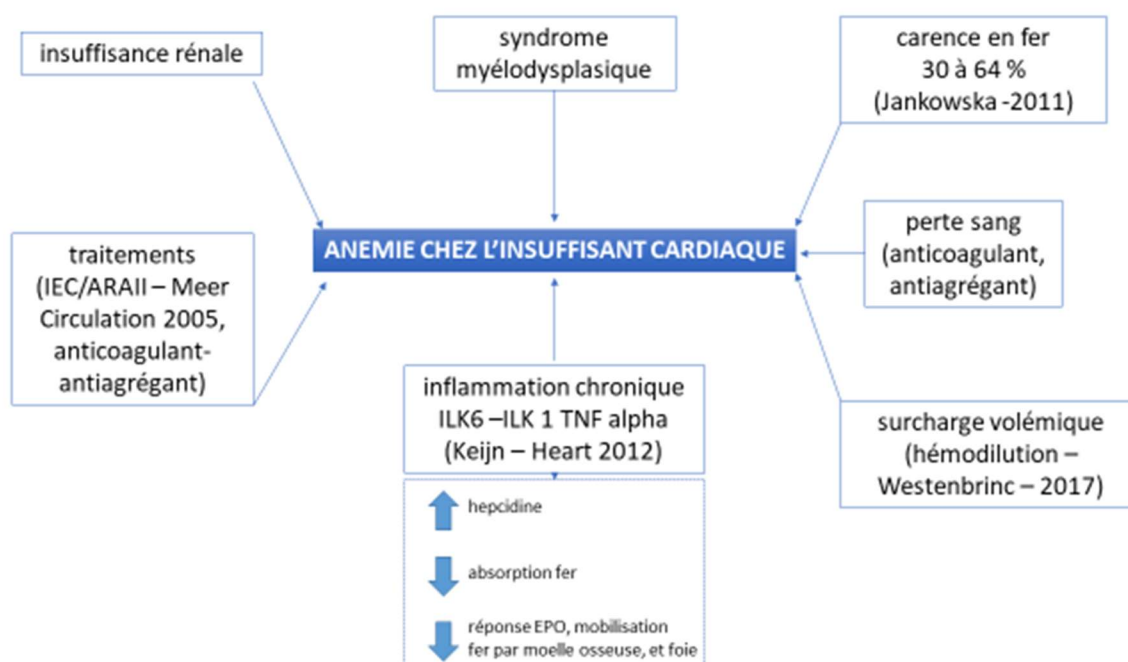 insuffisance rénale
syndrome
myélodysplasique
carence en fer
30 à 64 %
(Jankowska -2011)
ANEMIE CHEZ L'INSUFFISANT CARDIAQUE
traitements
(IEC/ARAII – Meer
Circulation 2005,
anticoagulant-
antiagrégant)
perte sang
(anticoagulant,
antiagrégant)
inflammation chronique
ILK6 –ILK 1 TNF alpha
(Keijn – Heart 2012)
surcharge volémique
(hémodilution –
Westenbrinc – 2017)
hepcidine
absorption fer
réponse EPO, mobilisation
fer par moelle osseuse, et foie